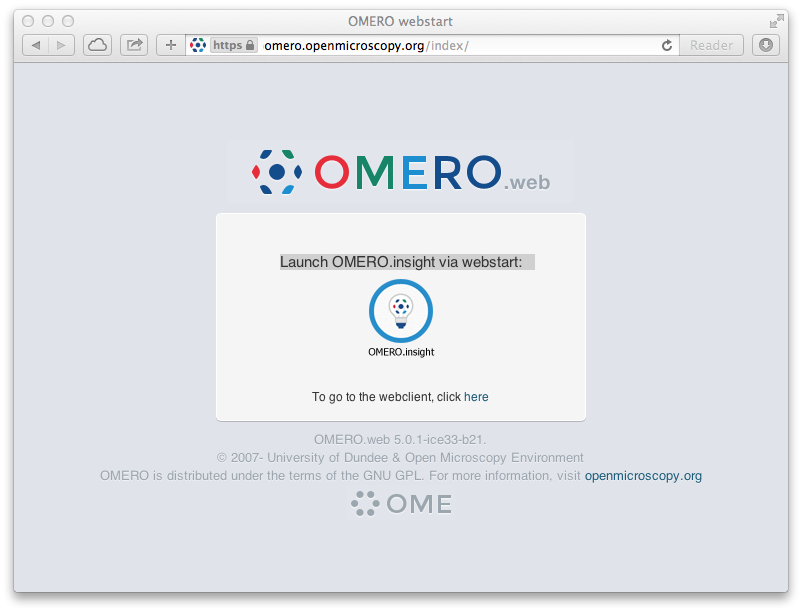 OMERO webstart
https omero.openmicroscopy.org/index/ Reader
OMERO.web
Launch OMERO.insight via webstart:
OMERO.insight
To go to the webclient, click here
OMERO.web 5.0.1-ice33-b21.
© 2007- University of Dundee & Open Microscopy Environment
OMERO is distributed under the terms of the GNU GPL. For more information, visit openmicroscopy.org
OME